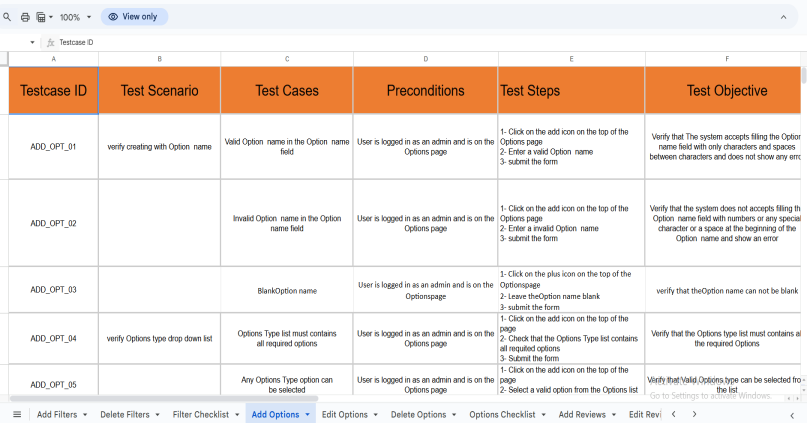 100%
View only
fx Testcase ID
A B C D E F
Testcase ID Test Scenario Test Cases Preconditions Test Steps Test Objective
ADD_OPT_01
verify creating with Option name
Valid Option name in the Option name
field
User is logged in as an admin and is on the
Options page
1- Click on the add icon on the top of the
Options page
2- Enter a valid Option name
3- submit the form
Verify that The system accepts filling the Option
name field with only characters and spaces
between characters and does not show any erro
ADD_OPT_02
Invalid Option name in the Option
name field
User is logged in as an admin and is on the
Options page
1- Click on the add icon on the top of the
Options page
2- Enter a invalid Option name
3- submit the form
Verify that the system does not accepts filling th
Option name field with numbers or any special
character or a space at the beginning of the
Option name and show an error
ADD_OPT_03
BlankOption name
User is logged in as an admin and is on the
Optionspage
1- Click on the plus icon on the top of the
Optionspage
2- Leave theOption name blank
3- submit the form
verify that theOption name can not be blank
ADD_OPT_04
verify Options type drop down list
Options Type list must contains
all required options
User is logged in as an admin and is on the
Options page
1- Click on the add icon on the top of the
page
2- Check that the Options Type list contains
all requited options
3- Submit the form
Verify that the Options type list must contains al
the required Options
ADD_OPT_05
Any Options Type option can
be selected
User is logged in as an admin and is on the
Options page
1- Click on the add icon on the top of the
page
2- Select a valid option from the Options list
Verify that Valid Options type can be selected fro
the list
Activate Windows
Go to Settings to activate Windows.
Add Filters Delete Filters Filter Checklist Add Options Edit Options Delete Options Options Checklist Add Reviews Edit Revi